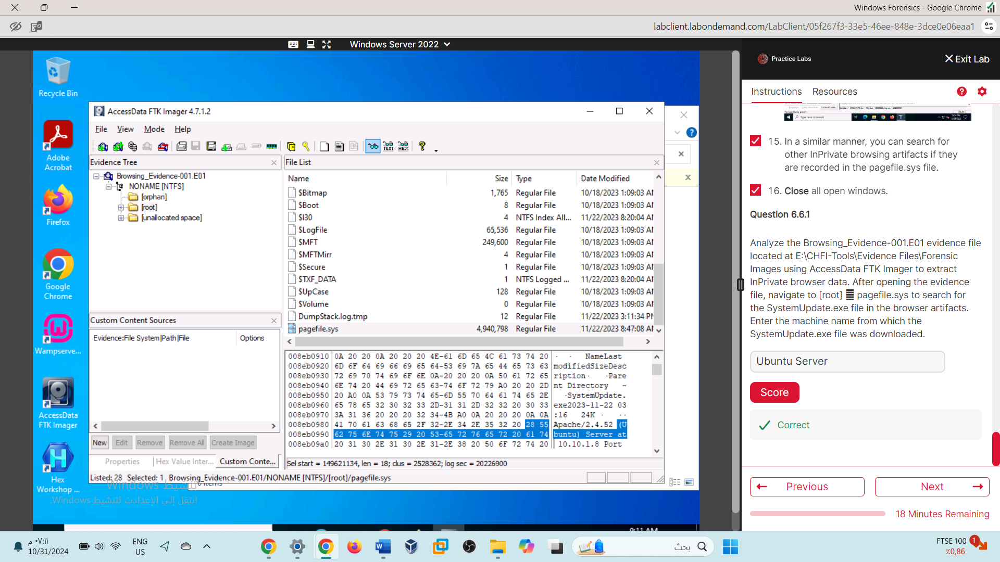 Windows Forensics - Google Chrome
labclient.labondemand.com/LabClient/05f267f3-33e5-46ee-848e-3dce0e06eaa1
Windows Server 2022
Recycle Bin
Adobe
Acrobat
Firefox
Google
Chrome
Wampserve...
AccessData
FTK Imager
Hex
Workshop ...
AccessData FTK Imager 4.7.1.2
File View Mode Help
Evidence Tree
Browsing_Evidence-001.E01
NONAME [NTFS]
[orphan]
[root]
[unallocated space]
Custom Content Sources
Evidence:File System|Path|File Options
New Edit Remove Remove All Create Image
Properties Hex Value Inter... Custom Conte...
File List
Name Size Type Date Modified
$Bitmap 1,765 Regular File 10/18/2023 1:09:03 AM
$Boot 8 Regular File 10/18/2023 1:09:03 AM
$I30 4 NTFS Index All... 11/22/2023 8:20:04 AM
$LogFile 65,536 Regular File 10/18/2023 1:09:03 AM
$MFT 249,600 Regular File 10/18/2023 1:09:03 AM
$MFTMirr 4 Regular File 10/18/2023 1:09:03 AM
$Secure 1 Regular File 10/18/2023 1:09:03 AM
$TXF_DATA 1 NTFS Logged ... 11/22/2023 8:20:04 AM
$UpCase 128 Regular File 10/18/2023 1:09:03 AM
$Volume 0 Regular File 10/18/2023 1:09:03 AM
DumpStack.log.tmp 12 Regular File 11/22/2023 3:11:34 PM
pagefile.sys 4,940,798 Regular File 11/22/2023 8:47:08 AM
008eb0910 0A 20 20 0A 20 20 20 4E-61 6D 65 4C 61 73 74 20 · · NameLast
008eb0920 6D 6F 64 69 66 69 65 64-53 69 7A 65 44 65 73 63 modifiedSizeDesc
008eb0930 72 69 70 74 69 6F 6E 0A-20 20 20 0A 50 61 72 65 ription· ·Pare
008eb0940 6E 74 20 44 69 72 65 63-74 6F 72 79 A0 20 20 2D nt Directory -
008eb0950 20 A0 0A 53 79 73 74 65-6D 55 70 64 61 74 65 2E ·SystemUpdate.
008eb0960 65 78 65 32 30 32 33 2D-31 31 2D 32 32 20 30 33 exe2023-11-22 03
008eb0970 3A 31 36 20 20 20 32 34-4B A0 0A 20 20 20 0A 0A :16 24K · ··
008eb0980 41 70 61 63 68 65 2F 32-2E 34 2E 35 32 20 28 55 Apache/2.4.52 (U
008eb0990 62 75 6E 74 75 29 20 53-65 72 76 65 72 20 61 74 buntu) Server at
008eb09a0 20 31 30 2E 31 30 2E 31-2E 38 20 50 6F 72 74 20 10.10.1.8 Port
Sel start = 149621134, len = 18; clus = 2528362; log sec = 20226900
Listed: 28 Selected: 1 Browsing_Evidence-001.E01/NONAME [NTFS]/[root]/pagefile.sys
تنشيط Windows
انتقل إلى الإعدادت لتنشيط Windows.
Practice Labs
Exit Lab
Instructions Resources
15. In a similar manner, you can search for
other InPrivate browsing artifacts if they
are recorded in the pagefile.sys file.
16. Close all open windows.
Question 6.6.1
Analyze the Browsing_Evidence-001.E01 evidence file
located at E:\CHFI-Tools\Evidence Files\Forensic
Images using AccessData FTK Imager to extract
InPrivate browser data. After opening the evidence
file, navigate to [root] pagefile.sys to search for
the SystemUpdate.exe file in the browser artifacts.
Enter the machine name from which the
SystemUpdate.exe file was downloaded.
Ubuntu Server
Score
Correct
Previous Next
18 Minutes Remaining
١١:٠٧ م
10/31/2024
ENG
US
بحث
FTSE 100
1